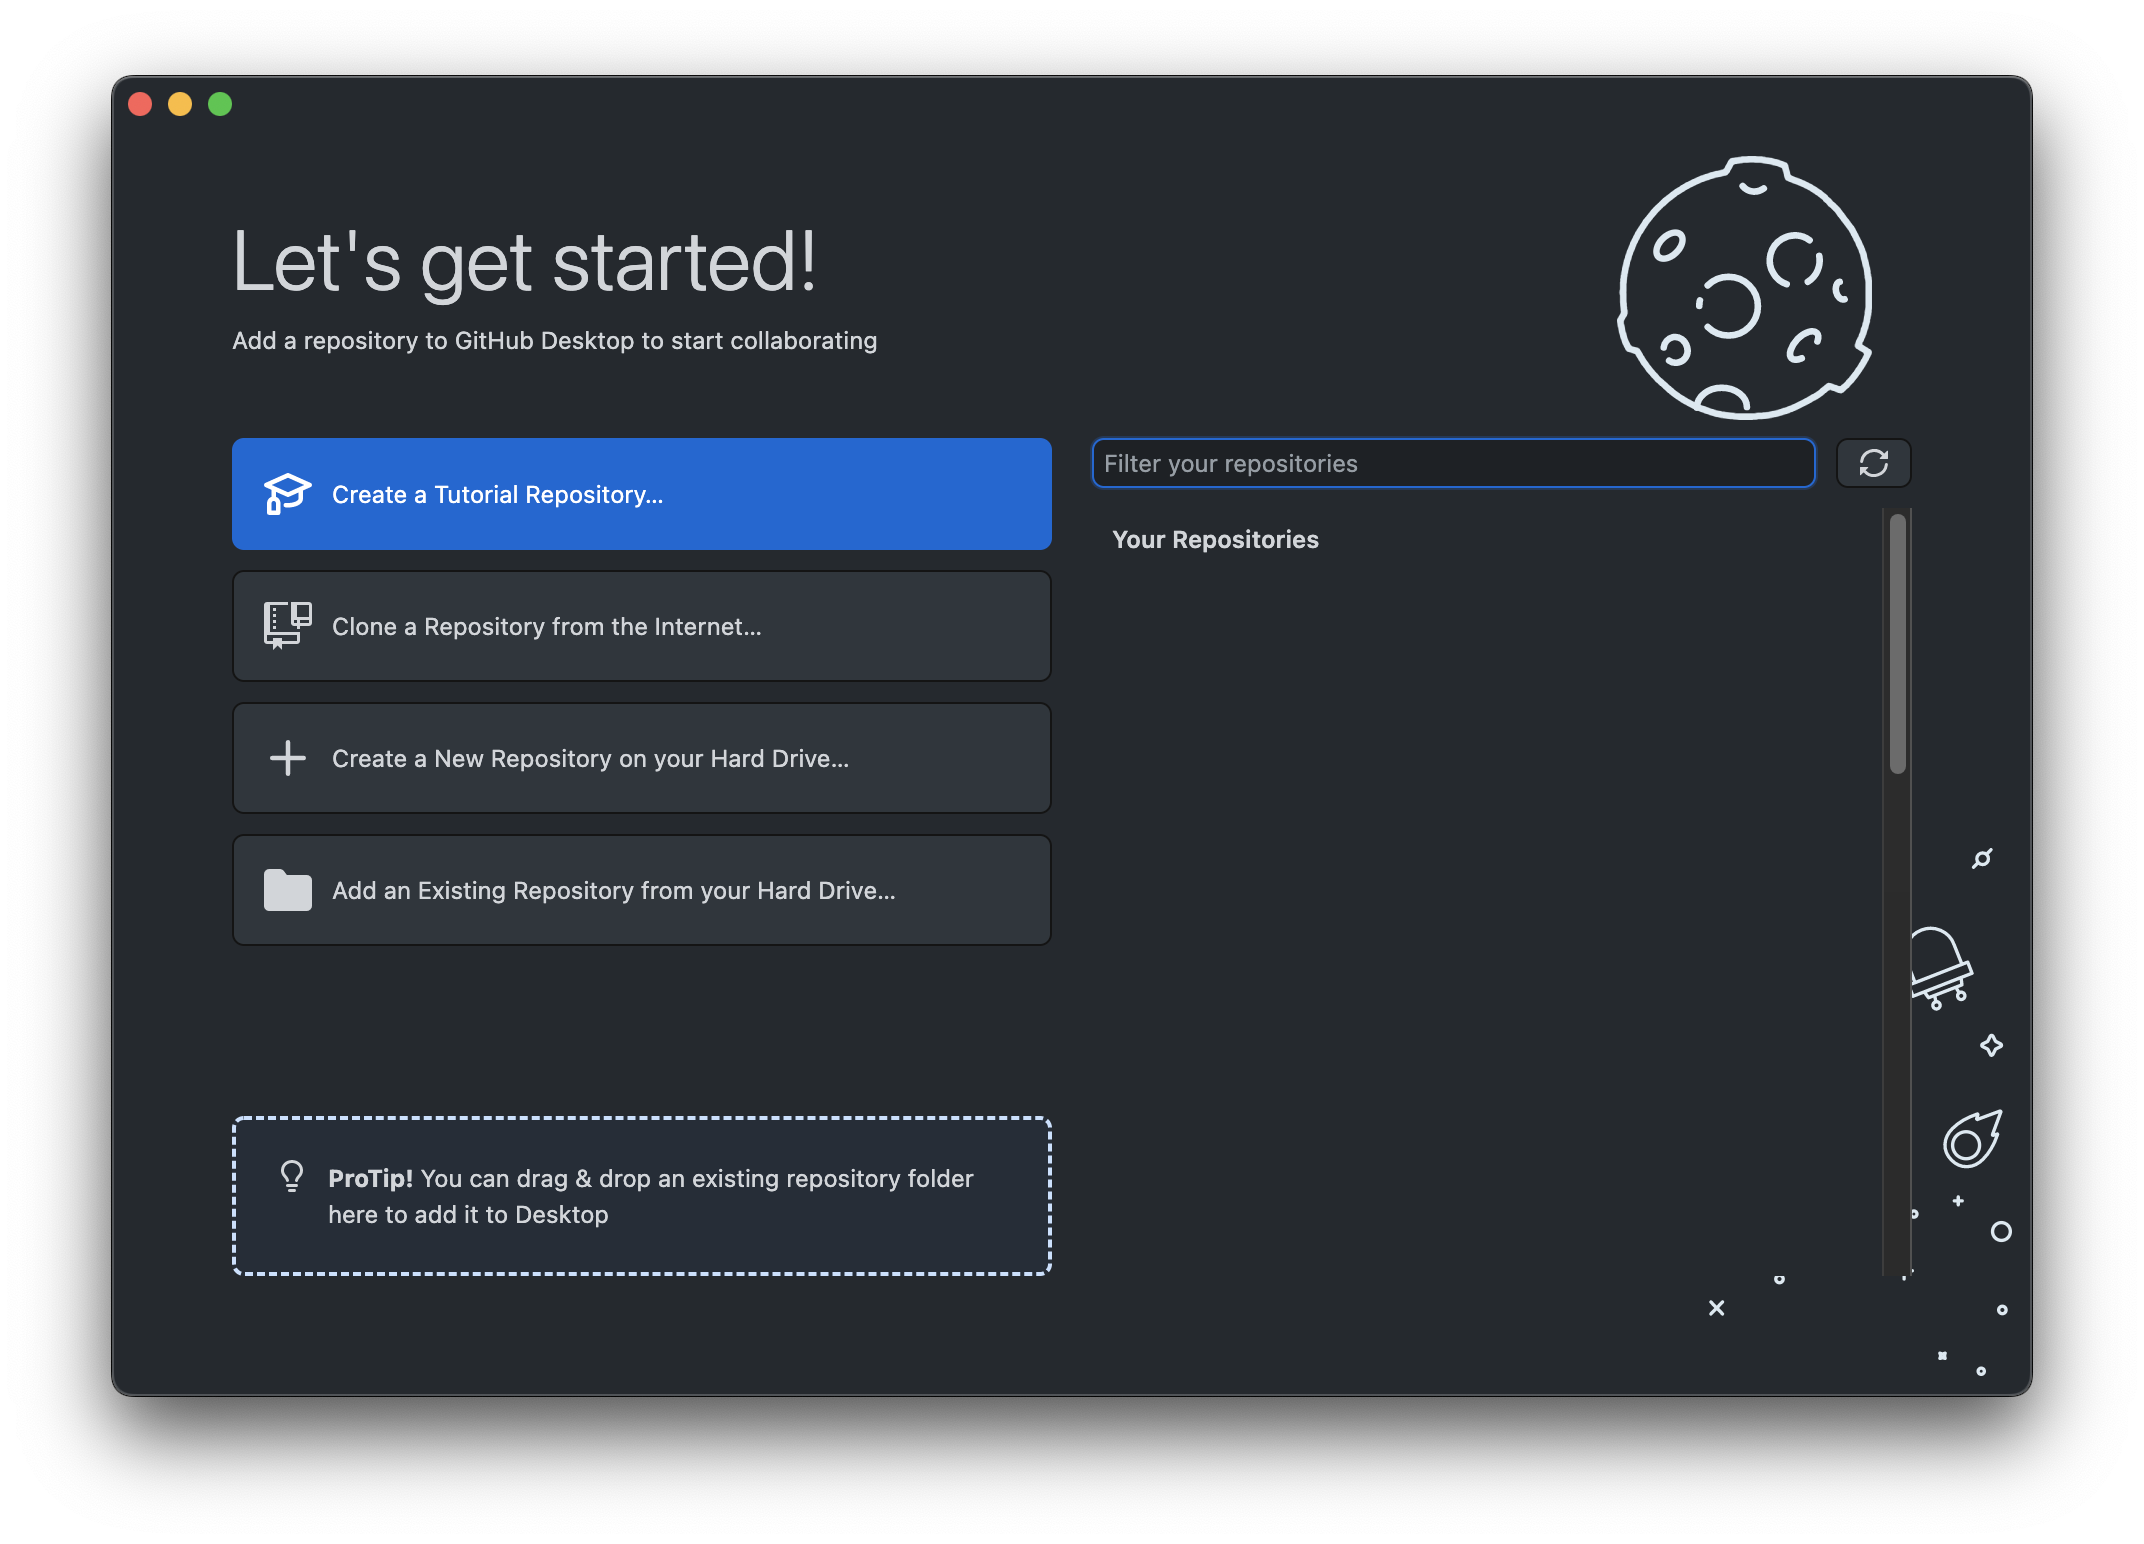 Let's get started!
Add a repository to GitHub Desktop to start collaborating
Create a Tutorial Repository...
Clone a Repository from the Internet...
Create a New Repository on your Hard Drive...
Add an Existing Repository from your Hard Drive...
ProTip! You can drag & drop an existing repository folder
here to add it to Desktop
Filter your repositories
Your Repositories